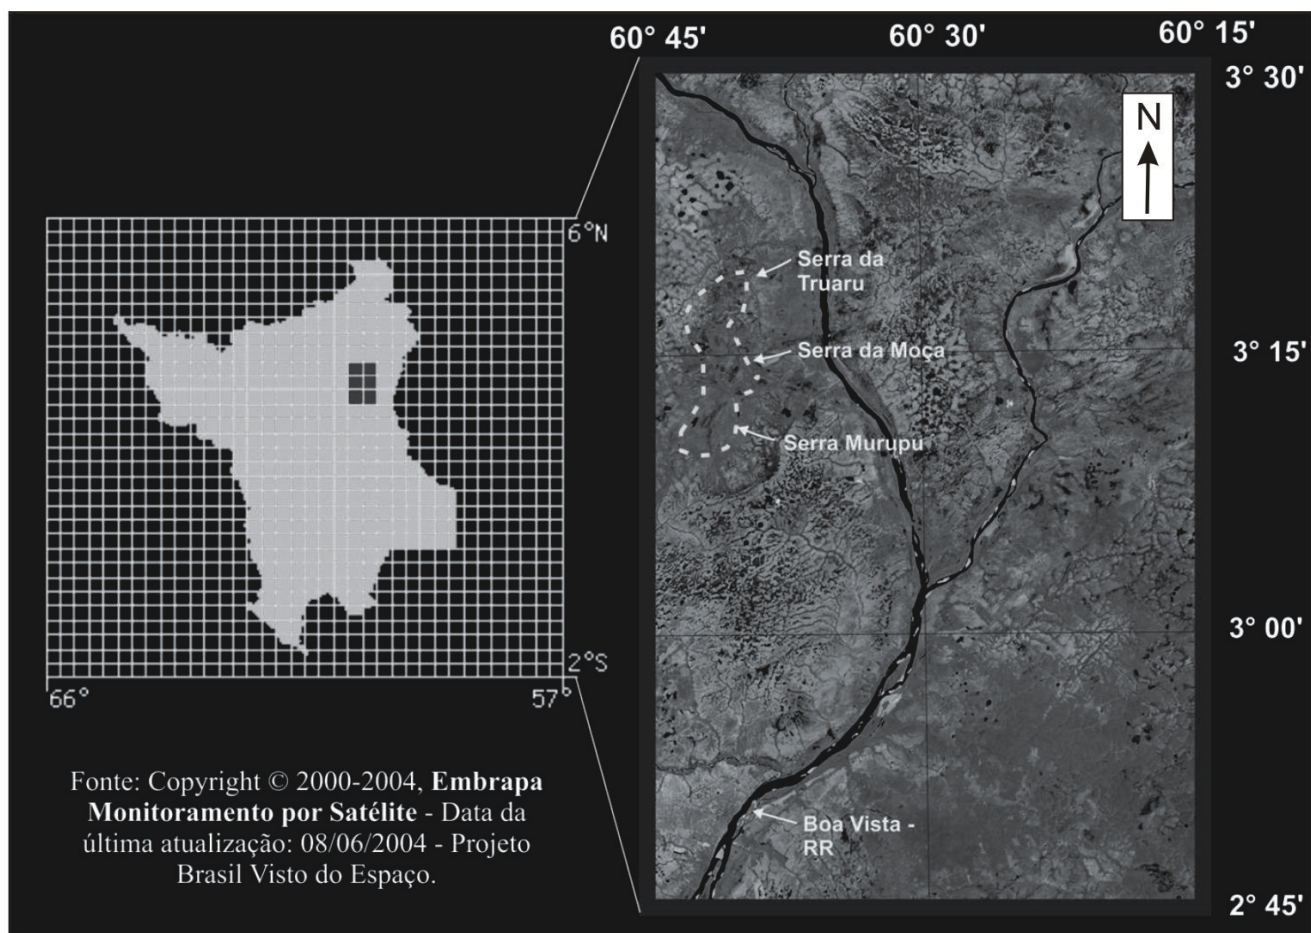 60° 45' 60° 30' 60° 15'
3° 30'
N
6°N
Serra da
Truaru
Serra da Moça
3° 15'
Serra Murupu
3° 00'
2°S
66° 57°
Fonte: Copyright © 2000-2004, Embrapa
Monitoramento por Satélite - Data da
última atualização: 08/06/2004 - Projeto
Brasil Visto do Espaço.
Boa Vista -
RR
2° 45'